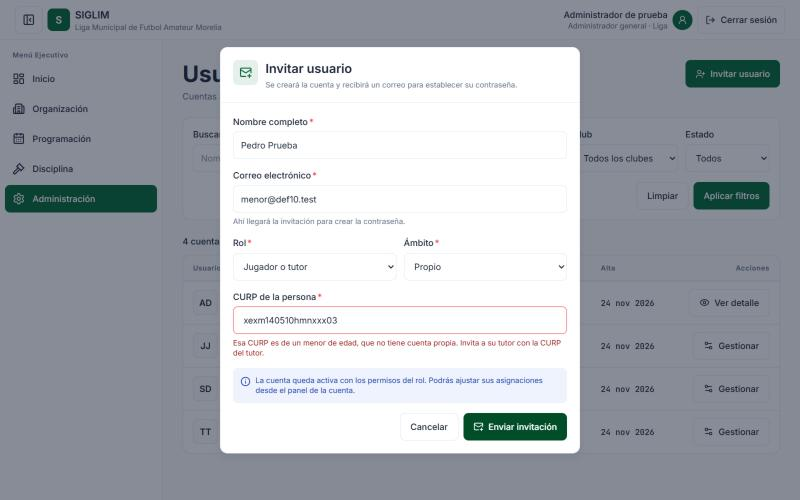 S
SIGLIM
Liga Municipal de Futbol Amateur Morelia
Administrador de prueba
Administrador general · Liga
Cerrar sesión
Menú Ejecutivo
Inicio
Organización
Programación
Disciplina
Administración
Invitar usuario
Cuentas
Estado
Todos los clubes
Todos
Limpiar
Aplicar filtros
4 cuenta
Alta
Acciones
AD
24 nov 2026
Ver detalle
JJ
24 nov 2026
Gestionar
SD
24 nov 2026
Gestionar
TT
24 nov 2026
Gestionar
Invitar usuario
Se creará la cuenta y recibirá un correo para establecer su contraseña.
Nombre completo *
Pedro Prueba
Correo electrónico *
menor@def10.test
Ahí llegará la invitación para crear la contraseña.
Rol *
Ámbito *
Jugador o tutor
Propio
CURP de la persona *
xexm140510hmnxxx03
Esa CURP es de un menor de edad, que no tiene cuenta propia. Invita a su tutor con la CURP
del tutor.
La cuenta queda activa con los permisos del rol. Podrás ajustar sus asignaciones
desde el panel de la cuenta.
Cancelar
Enviar invitación